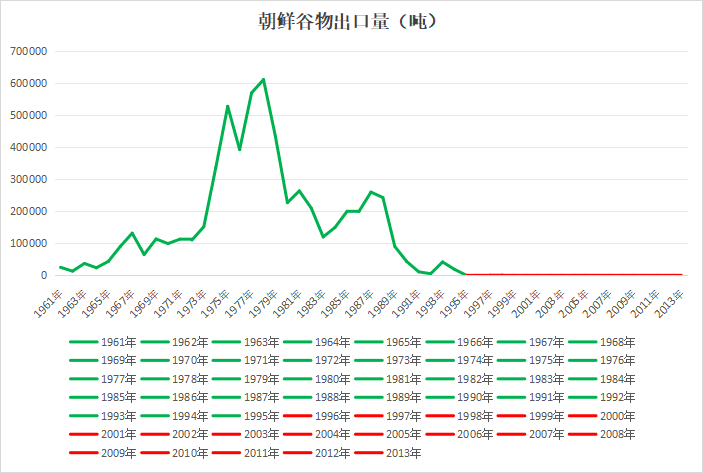 朝鲜谷物出口量（吨）
700000
600000
500000
400000
300000
200000
100000
0
1961年 1963年 1965年 1967年 1969年 1971年 1973年 1975年 1977年 1979年 1981年 1983年 1985年 1987年 1989年 1991年 1993年 1995年 1997年 1999年 2001年 2003年 2005年 2007年 2009年 2011年 2013年
1961年 1962年 1963年 1964年 1965年 1966年 1967年 1968年
1969年 1970年 1971年 1972年 1973年 1974年 1975年 1976年
1977年 1978年 1979年 1980年 1981年 1982年 1983年 1984年
1985年 1986年 1987年 1988年 1989年 1990年 1991年 1992年
1993年 1994年 1995年 1996年 1997年 1998年 1999年 2000年
2001年 2002年 2003年 2004年 2005年 2006年 2007年 2008年
2009年 2010年 2011年 2012年 2013年